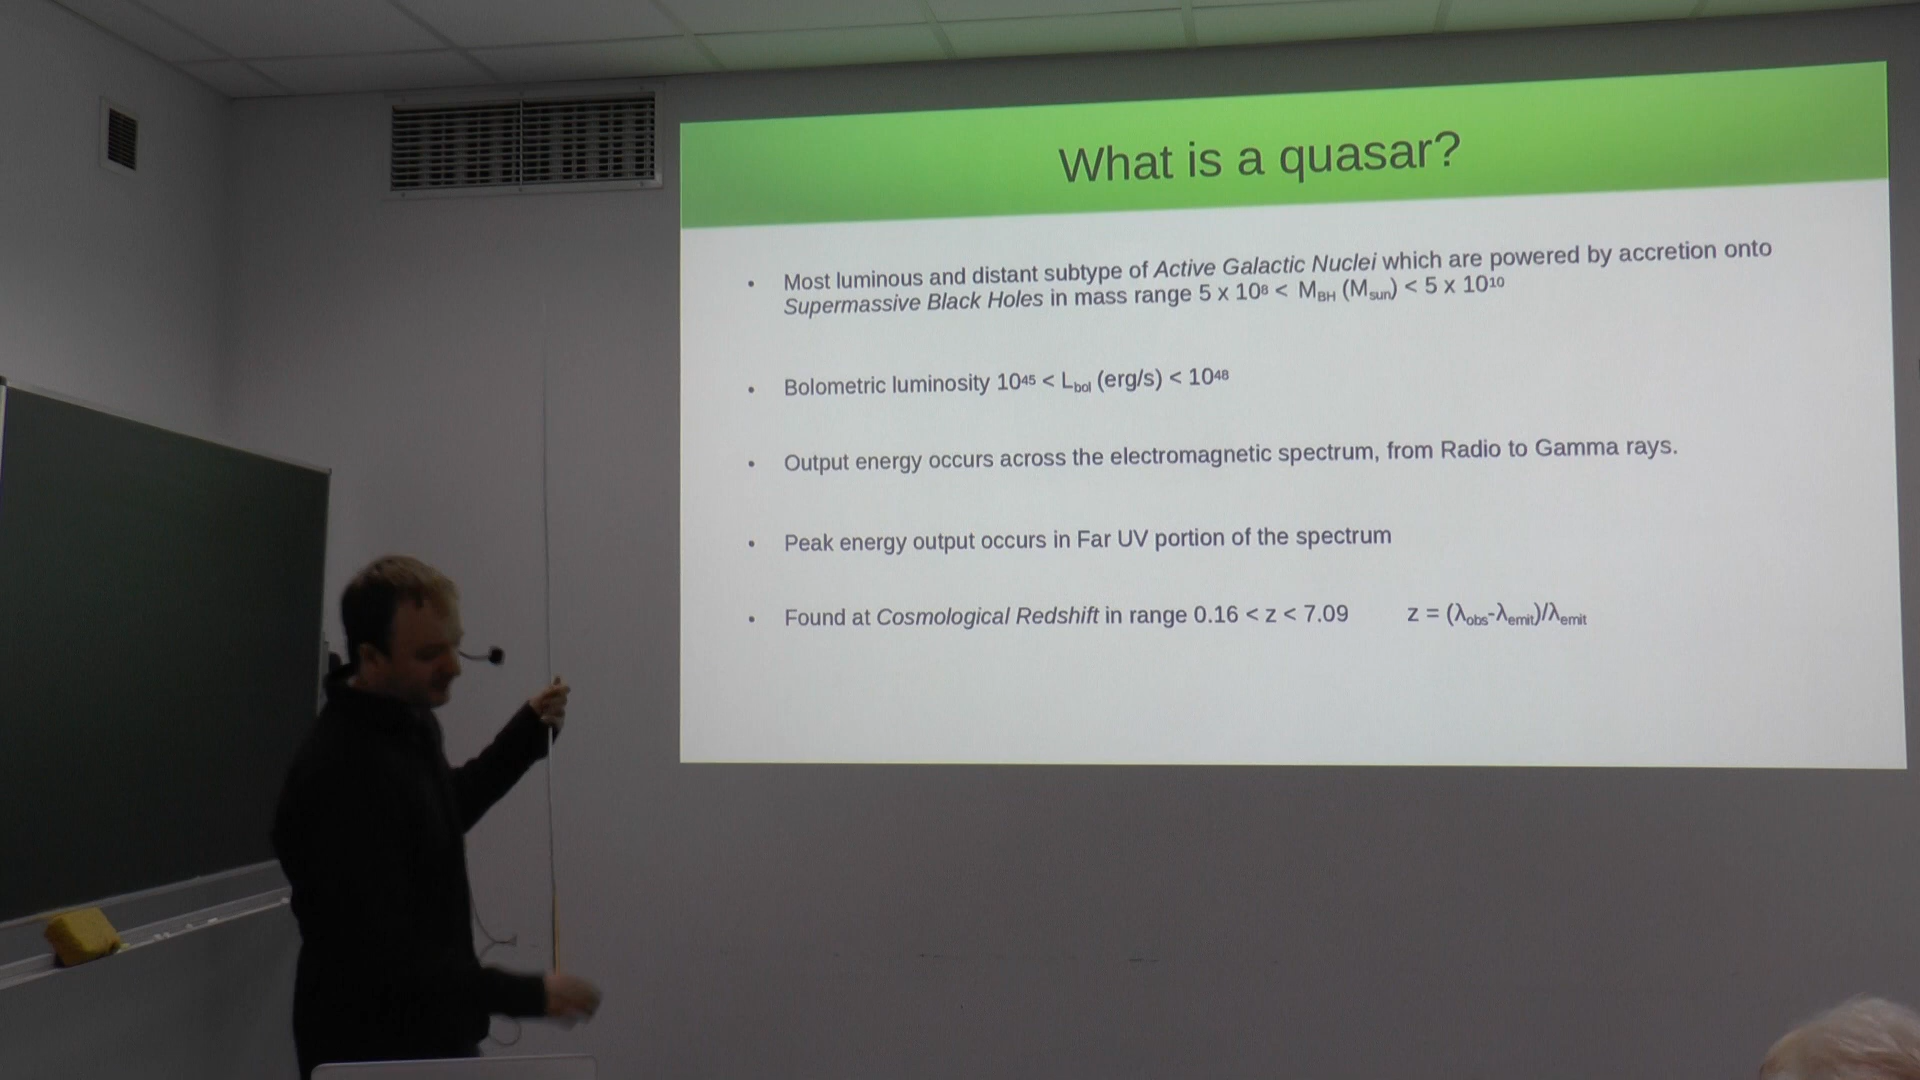 What is a quasar?
• Most luminous and distant subtype of Active Galactic Nuclei which are powered by accretion onto
Supermassive Black Holes in mass range 5 x 10⁸ < M_BH (M_sun) < 5 x 10¹⁰
• Bolometric luminosity 10⁴⁵ < L_bol (erg/s) < 10⁴⁸
• Output energy occurs across the electromagnetic spectrum, from Radio to Gamma rays.
• Peak energy output occurs in Far UV portion of the spectrum
• Found at Cosmological Redshift in range 0.16 < z < 7.09 z = (λ_obs-λ_emit)/λ_emit